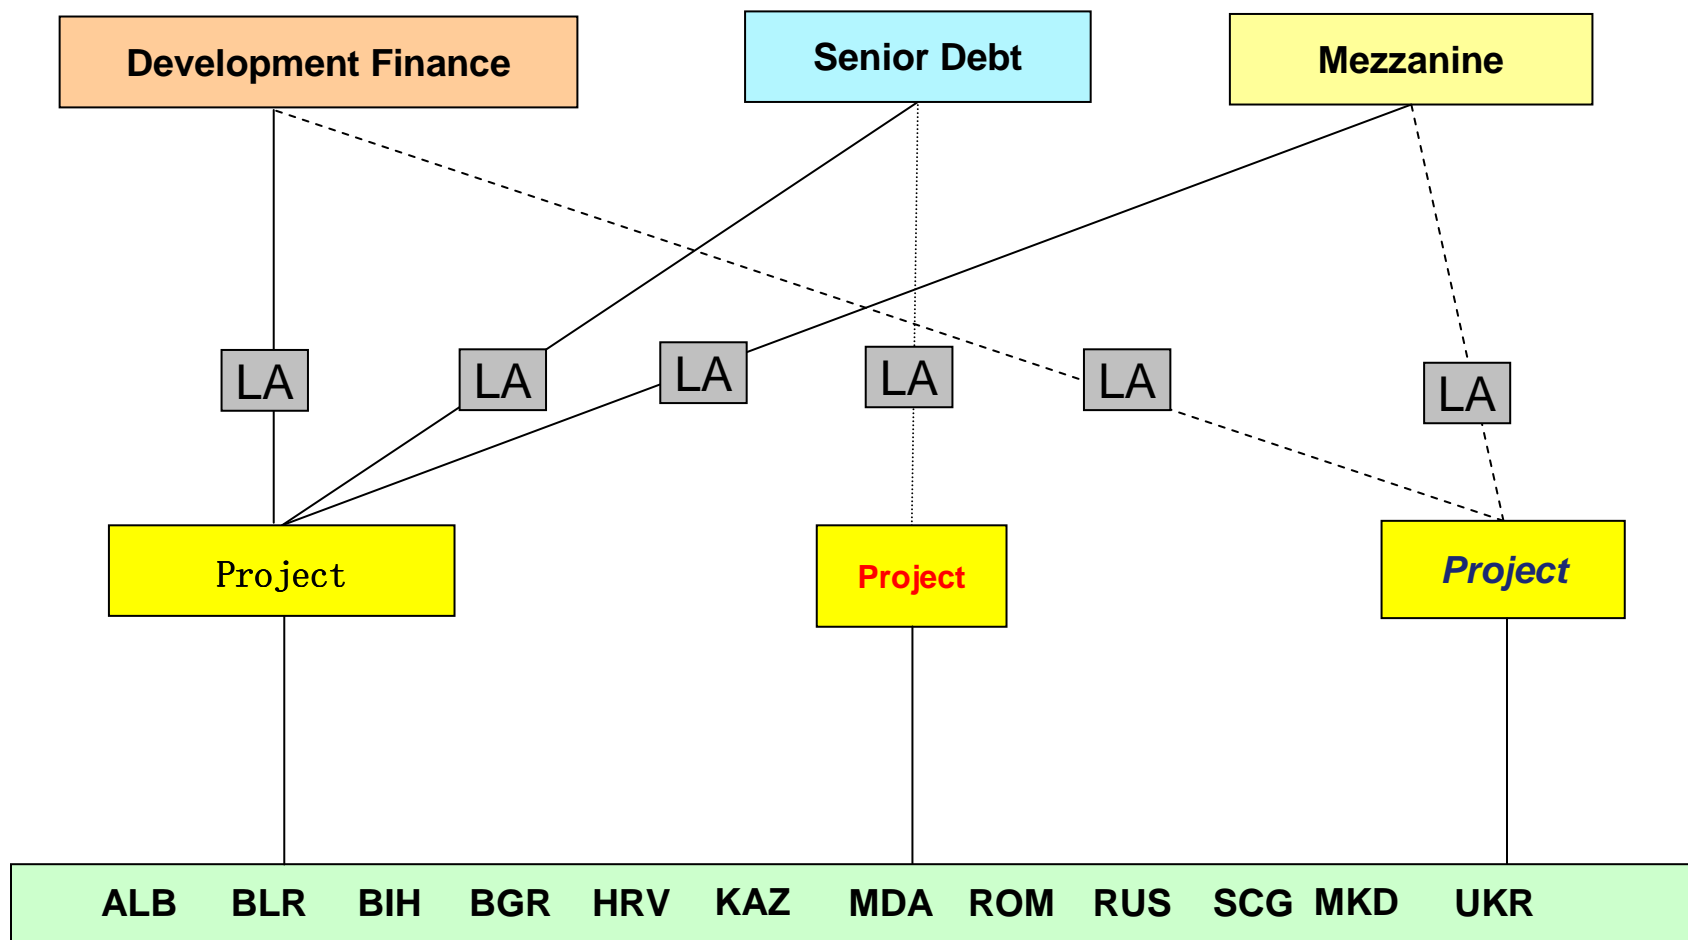 Development Finance
Senior Debt
Mezzanine
LA
LA
LA
LA
LA
LA
Project
Project
Project
ALB BLR BIH BGR HRV KAZ MDA ROM RUS SCG MKD UKR